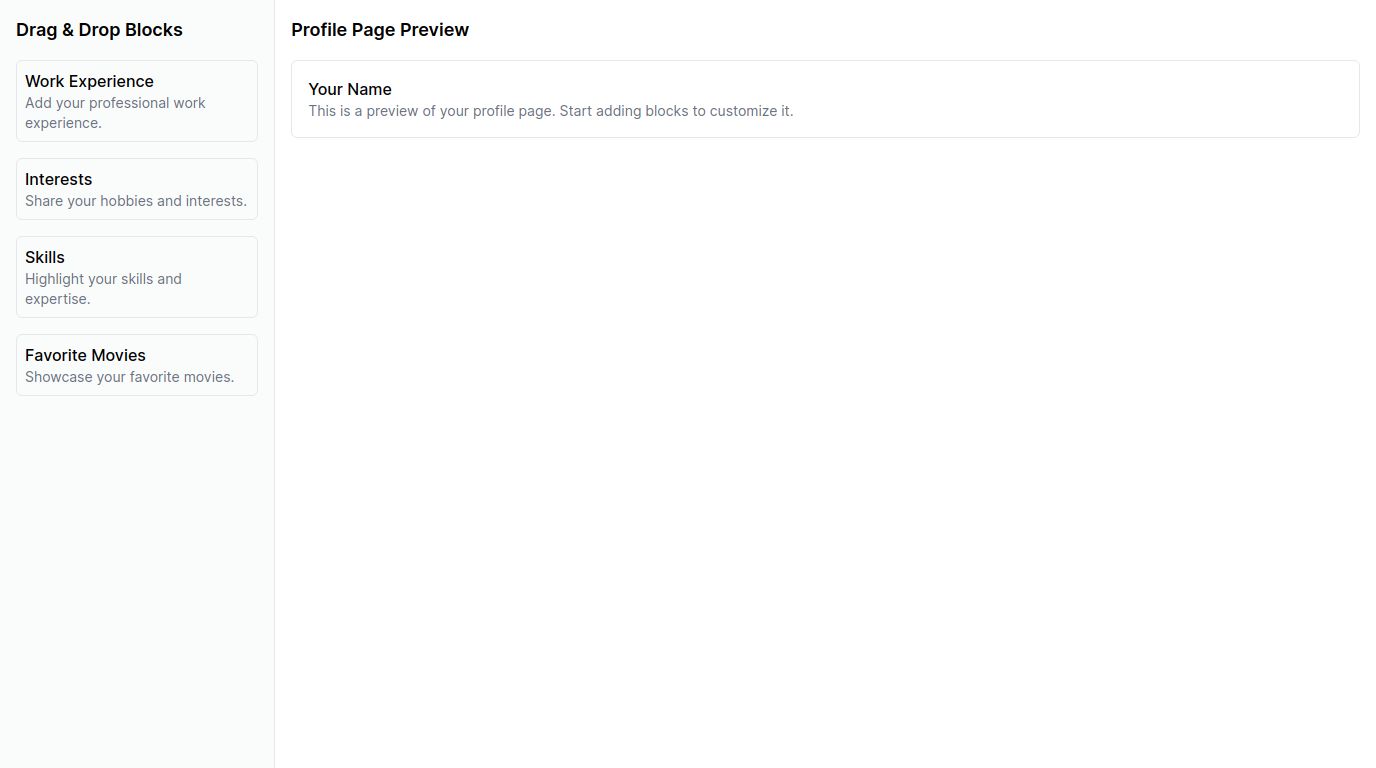 Drag & Drop Blocks
Work Experience
Add your professional work
experience.
Interests
Share your hobbies and interests.
Skills
Highlight your skills and
expertise.
Favorite Movies
Showcase your favorite movies.
Profile Page Preview
Your Name
This is a preview of your profile page. Start adding blocks to customize it.